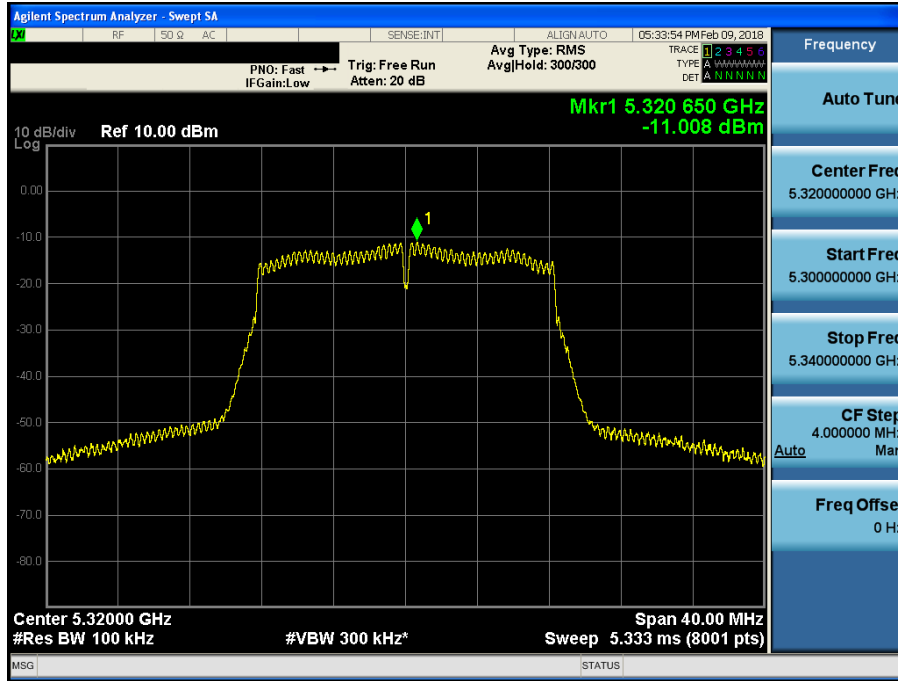 Agilent Spectrum Analyzer - Swept SA
LXI RF 50 Ω AC SENSE:INT ALIGN AUTO 05:33:54 PM Feb 09, 2018
Frequency
PNO: Fast Trig: Free Run Avg Type: RMS TRACE 1 2 3 4 5 6
IFGain:Low Atten: 20 dB Avg|Hold: 300/300 TYPE A WWWWW
DET A N N N N N
Auto Tune
Mkr1 5.320 650 GHz
-11.008 dBm
10 dB/div Ref 10.00 dBm
Log
Center Freq
5.320000000 GHz
0.00
1
-10.0
Start Freq
5.300000000 GHz
-20.0
-30.0
Stop Freq
5.340000000 GHz
-40.0
-50.0
CF Step
4.000000 MHz
Auto Man
-60.0
-70.0
Freq Offset
0 Hz
-80.0
Center 5.32000 GHz Span 40.00 MHz
#Res BW 100 kHz #VBW 300 kHz* Sweep 5.333 ms (8001 pts)
MSG STATUS